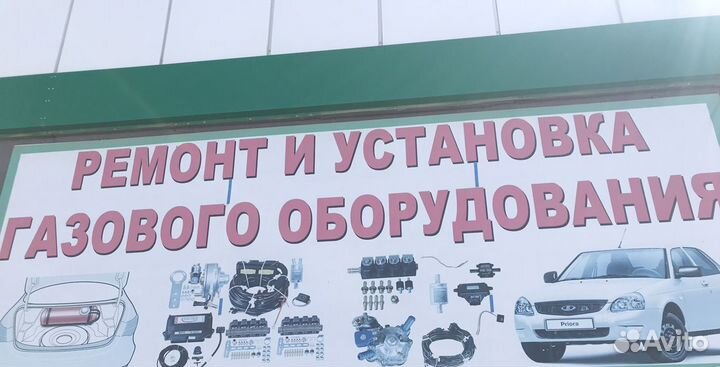 РЕМОНТ И УСТАНОВКА
ГАЗОВОГО ОБОРУДОВАНИЯ
Priora
Avito